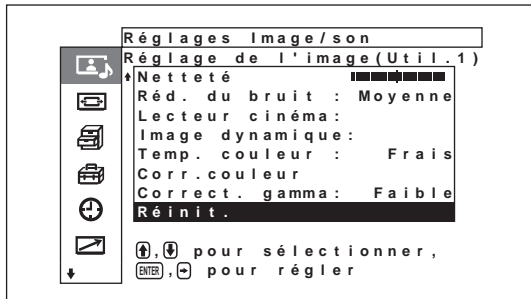 Réglages Image/son
Réglage de l'image(Util.1)
Netteté
Réd. du bruit : Moyenne
Lecteur cinéma:
Image dynamique:
Temp. couleur : Frais
Corr.couleur
Correct. gamma: Faible
Réinit.
, pour sélectionner,
ENTER , pour régler